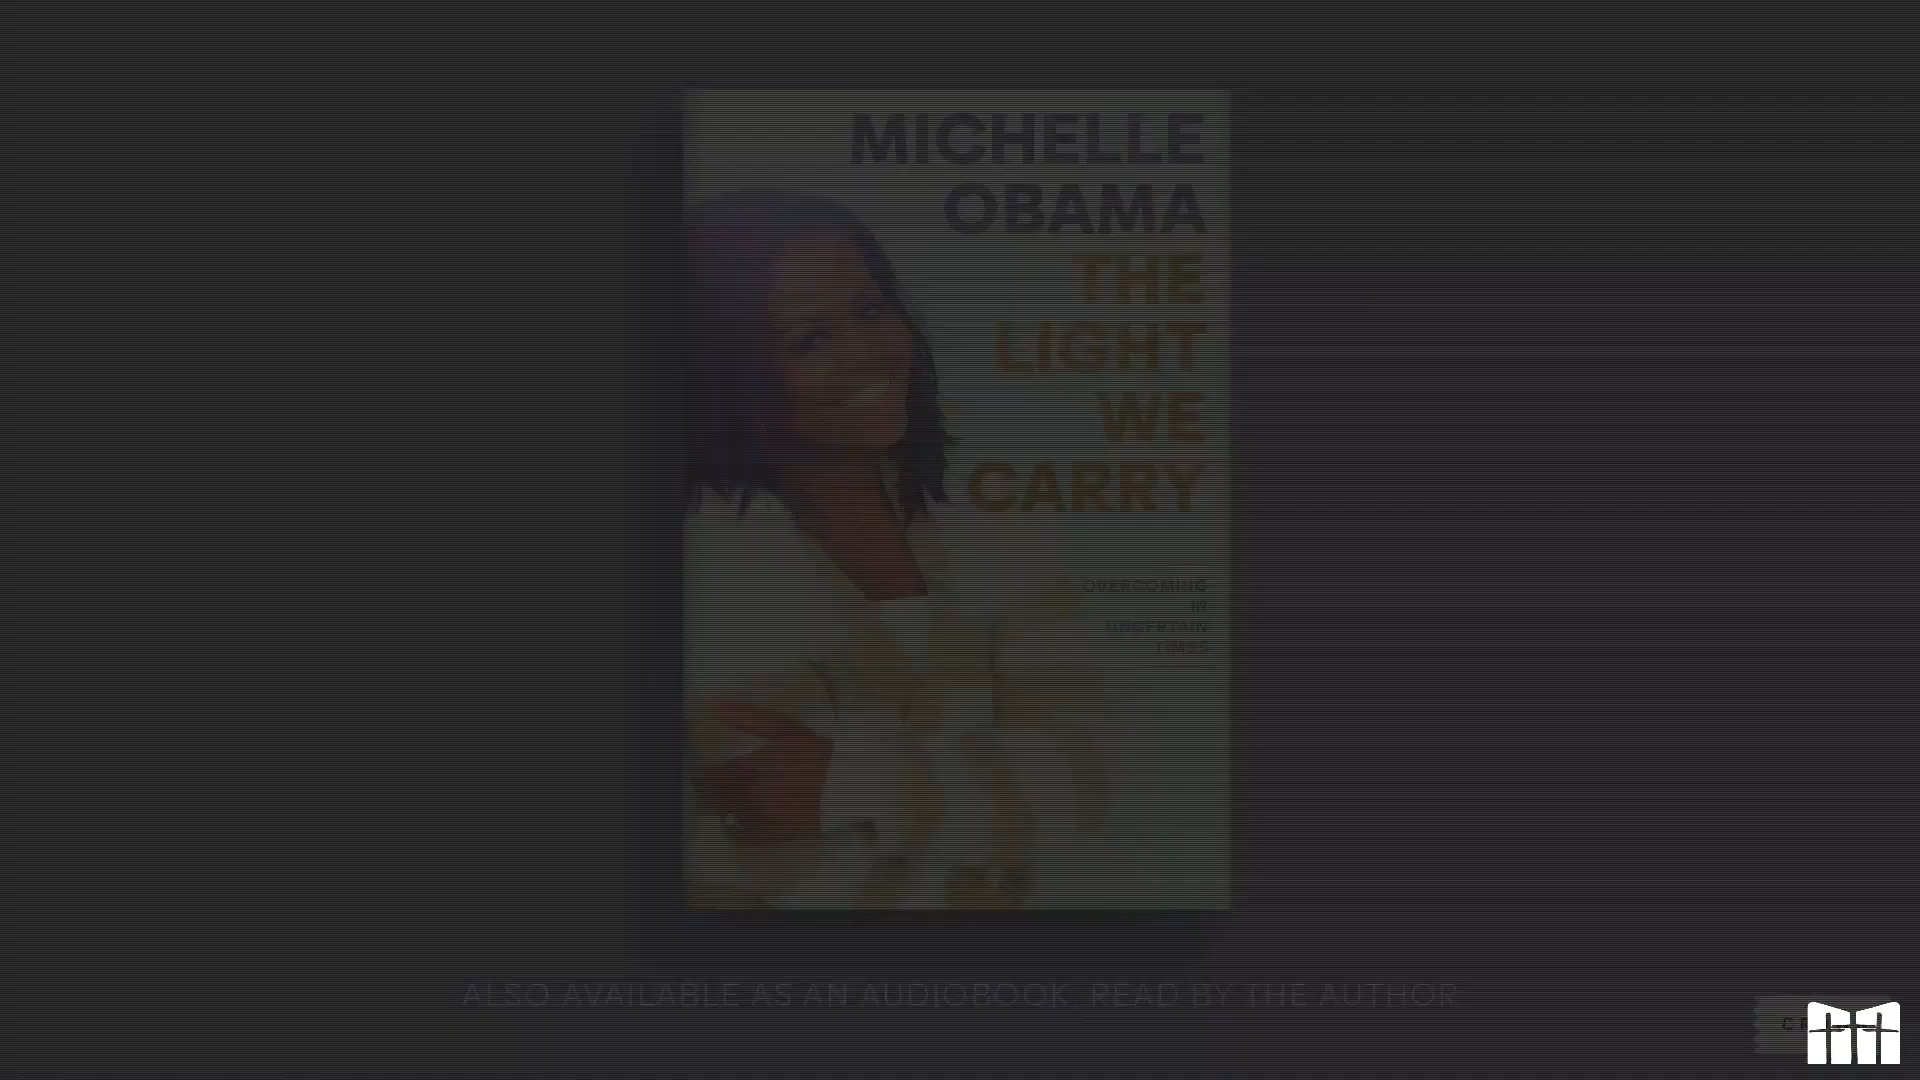 MICHELLE
OBAMA
THE
LIGHT
WE
CARRY
OVERCOMING
IN
UNCERTAIN
TIMES
ALSO AVAILABLE AS AN AUDIOBOOK, READ BY THE AUTHOR